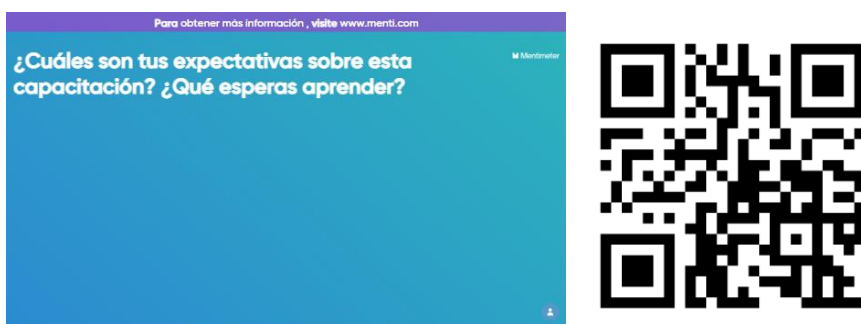 Para obtener más información , visite www.menti.com
¿Cuáles son tus expectativas sobre esta
capacitación? ¿Qué esperas aprender?
Mentimeter